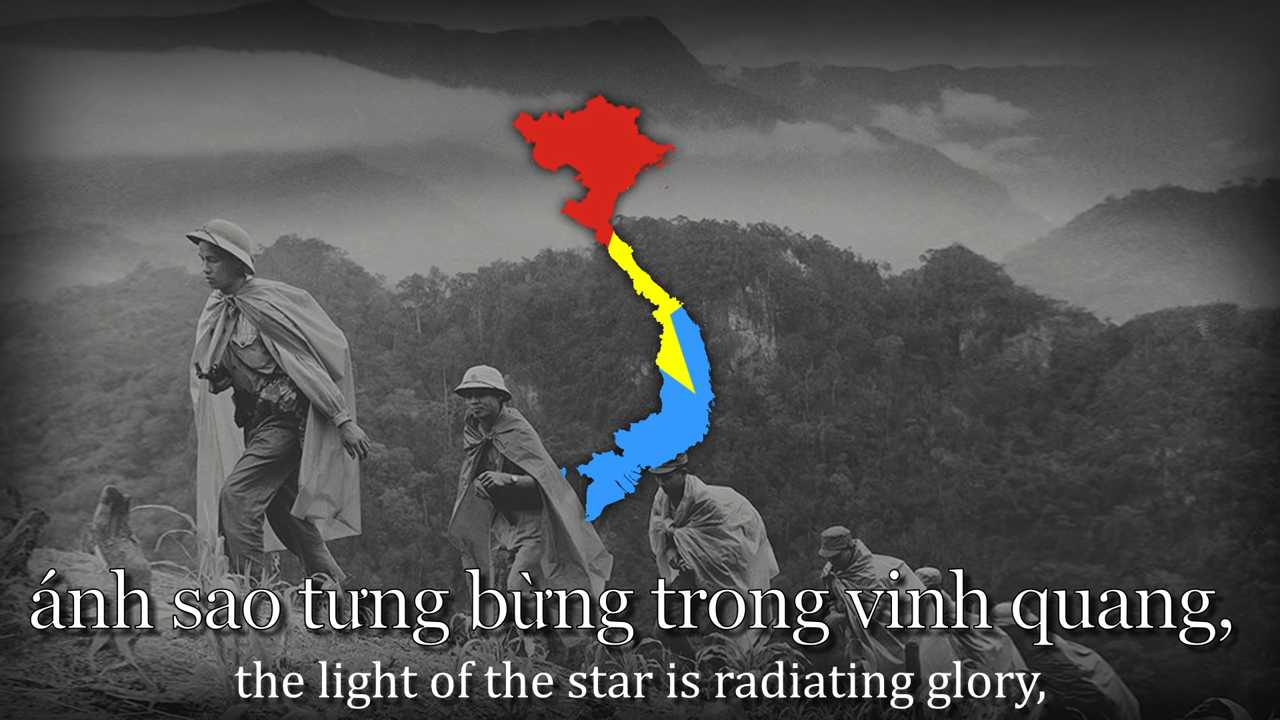 ánh sao tưng bừng trong vinh quang,
the light of the star is radiating glory,